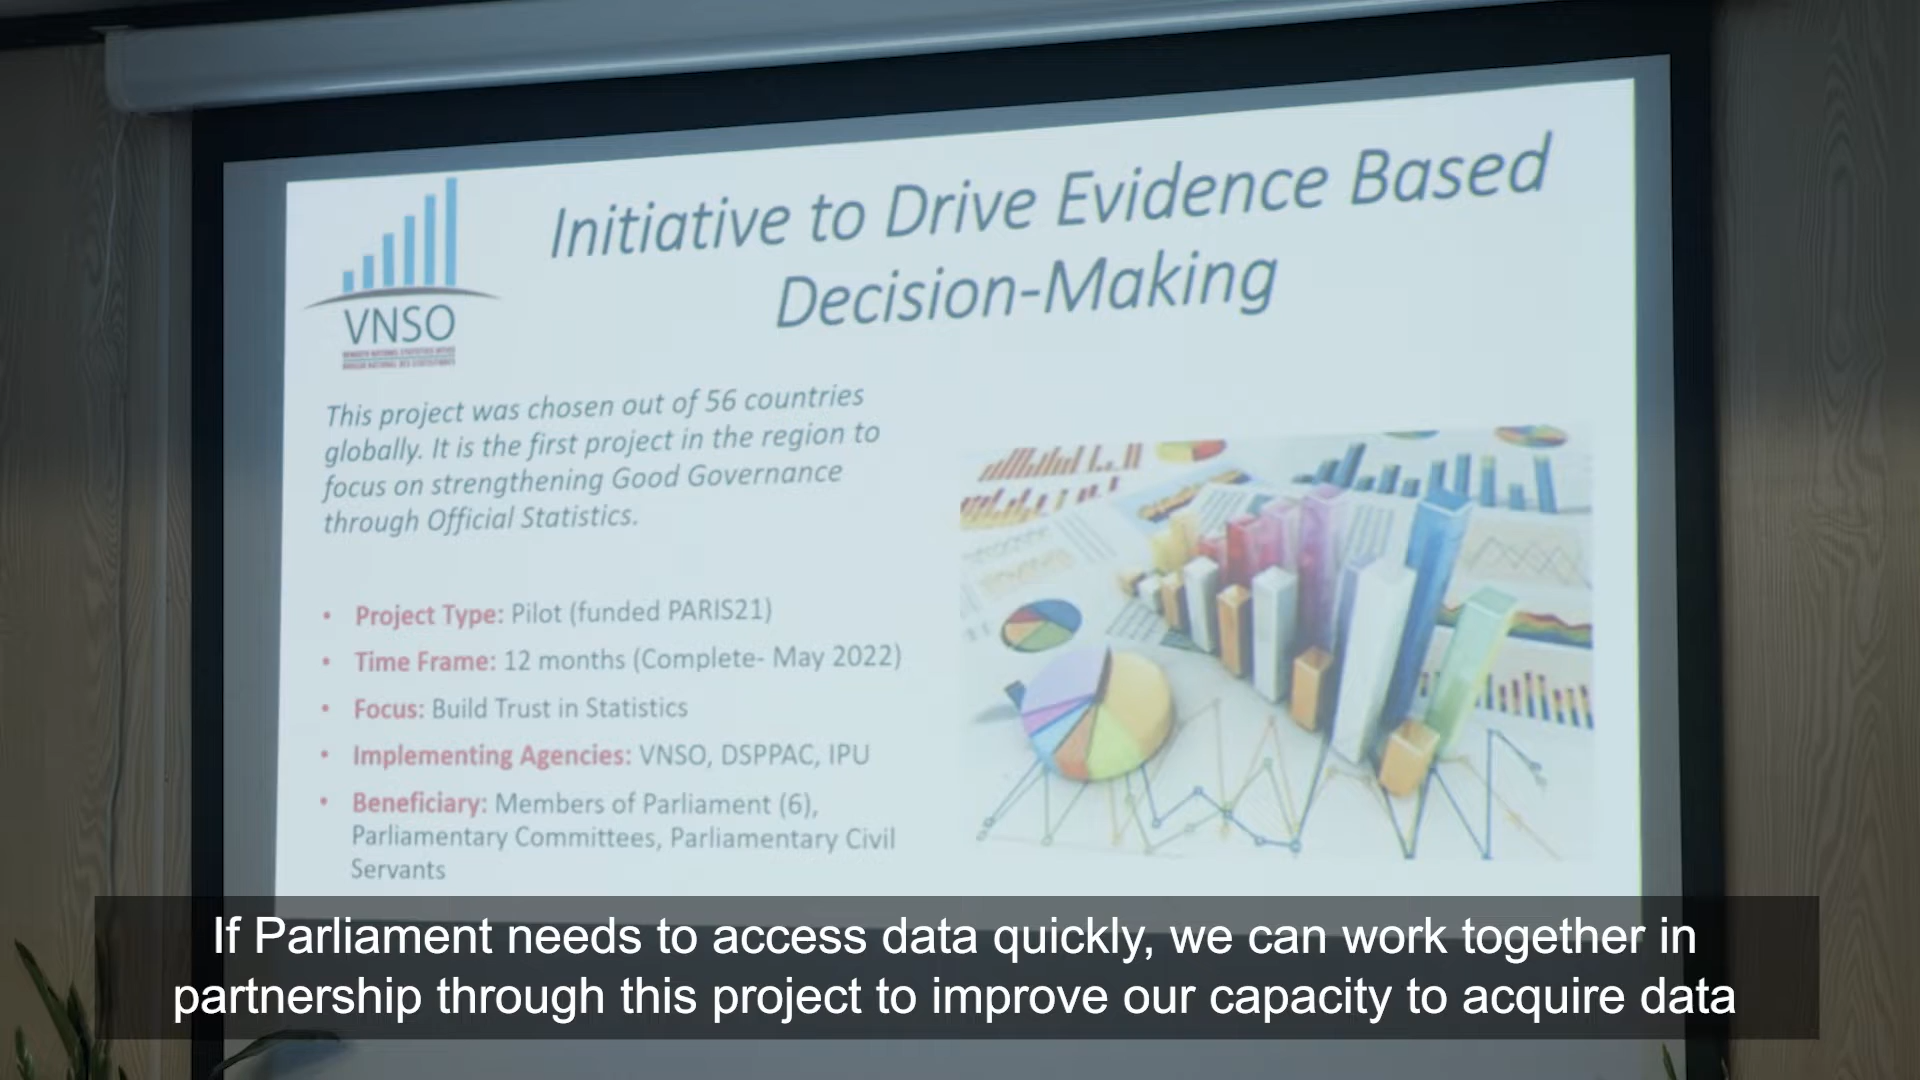 Initiative to Drive Evidence Based
Decision-Making
VNSO
This project was chosen out of 56 countries
globally. It is the first project in the region to
focus on strengthening Good Governance
through Official Statistics.
• Project Type: Pilot (funded PARIS21)
• Time Frame: 12 months (Complete- May 2022)
• Focus: Build Trust in Statistics
• Implementing Agencies: VNSO, DSPPAC, IPU
• Beneficiary: Members of Parliament (6),
Parliamentary Committees, Parliamentary Civil
Servants
If Parliament needs to access data quickly, we can work together in
partnership through this project to improve our capacity to acquire data